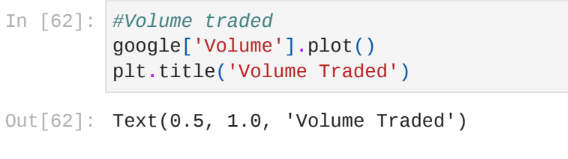 In [62]: #Volume traded
google['Volume'].plot()
plt.title('Volume Traded')
Out[62]: Text(0.5, 1.0, 'Volume Traded')